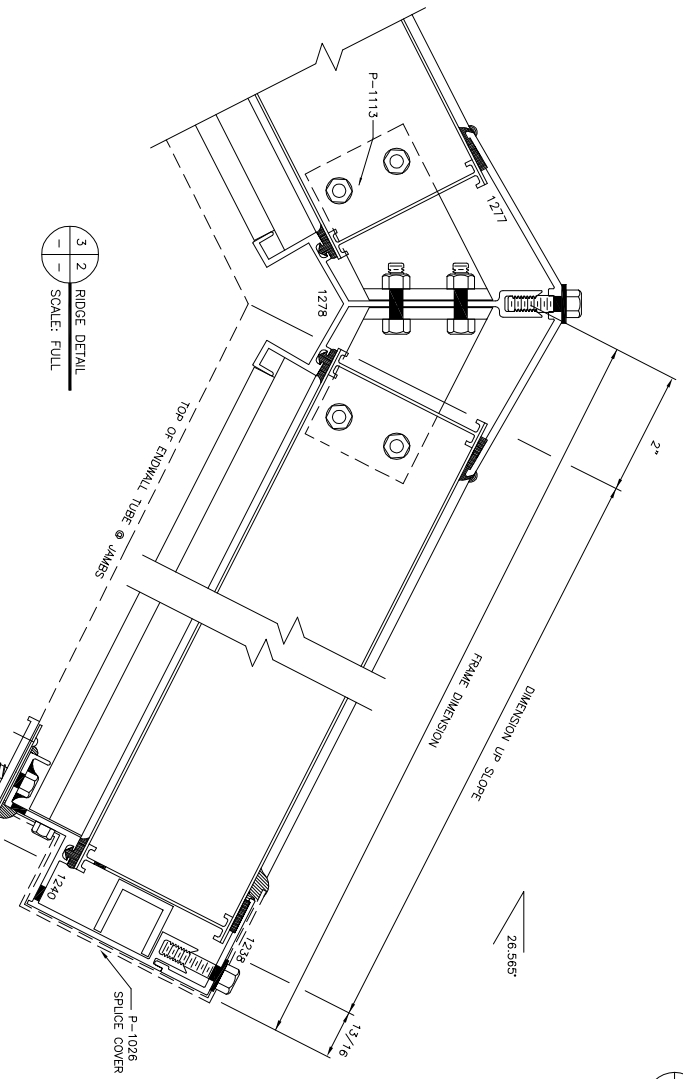 P-1113
1277
1278
2"
DIMENSION UP SLOPE
FRAME DIMENSION
26.565°
TOP OF ENDWALL TUBE @ JAMBS
1240
1238
13/16
P-1026
SPLICE COVER
3 2
- -
RIDGE DETAIL
SCALE: FULL